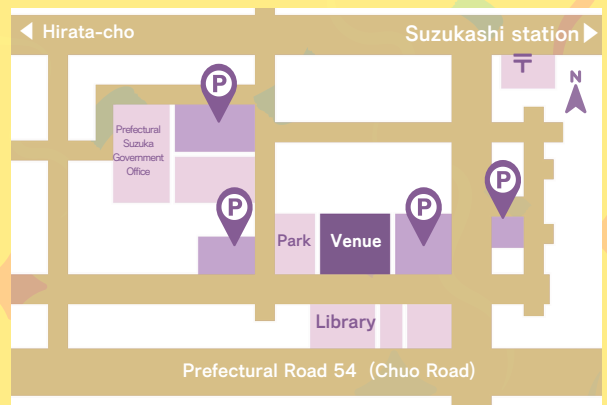 Hirata-cho
Suzukashi station
〒
N
P
Prefectural
Suzuka
Government
Office
P
P
P
Park
Venue
Library
Prefectural Road 54 (Chuo Road)